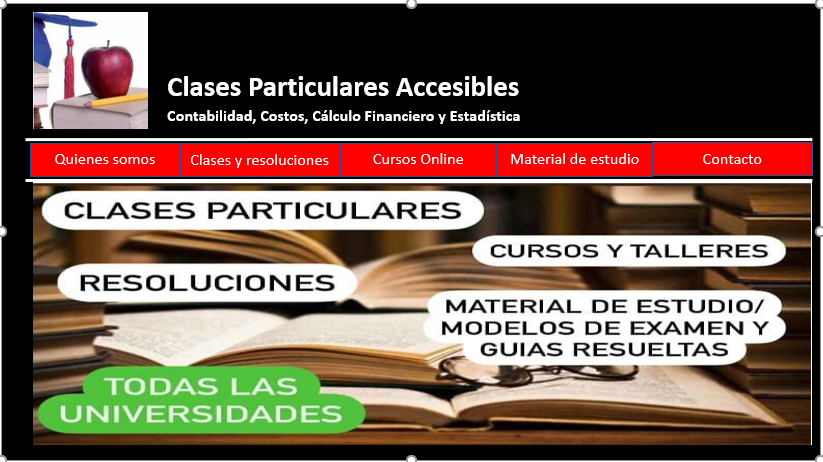 Clases Particulares Accesibles
Contabilidad, Costos, Cálculo Financiero y Estadística
Quienes somos
Clases y resoluciones
Cursos Online
Material de estudio
Contacto
CLASES PARTICULARES
CURSOS Y TALLERES
RESOLUCIONES
MATERIAL DE ESTUDIO/
MODELOS DE EXAMEN Y
GUIAS RESUELTAS
TODAS LAS
UNIVERSIDADES